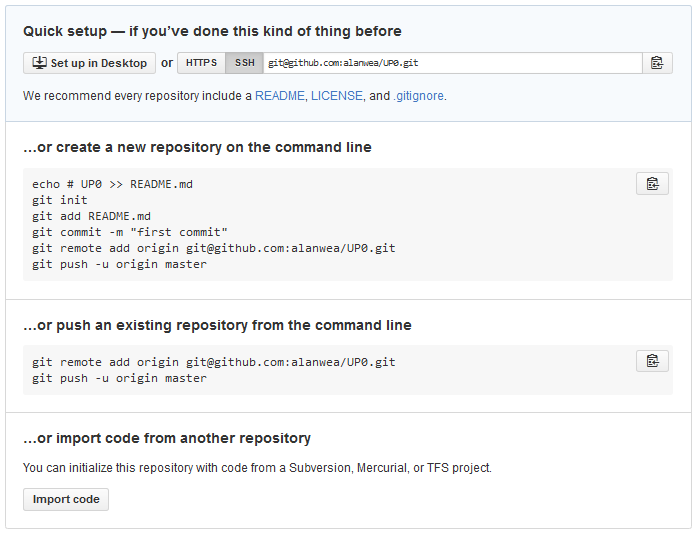 Quick setup — if you’ve done this kind of thing before
Set up in Desktop or HTTPS SSH git@github.com:alanwea/UP0.git
We recommend every repository include a README, LICENSE, and .gitignore.
…or create a new repository on the command line
echo # UP0 >> README.md
git init
git add README.md
git commit -m "first commit"
git remote add origin git@github.com:alanwea/UP0.git
git push -u origin master
…or push an existing repository from the command line
git remote add origin git@github.com:alanwea/UP0.git
git push -u origin master
…or import code from another repository
You can initialize this repository with code from a Subversion, Mercurial, or TFS project.
Import code